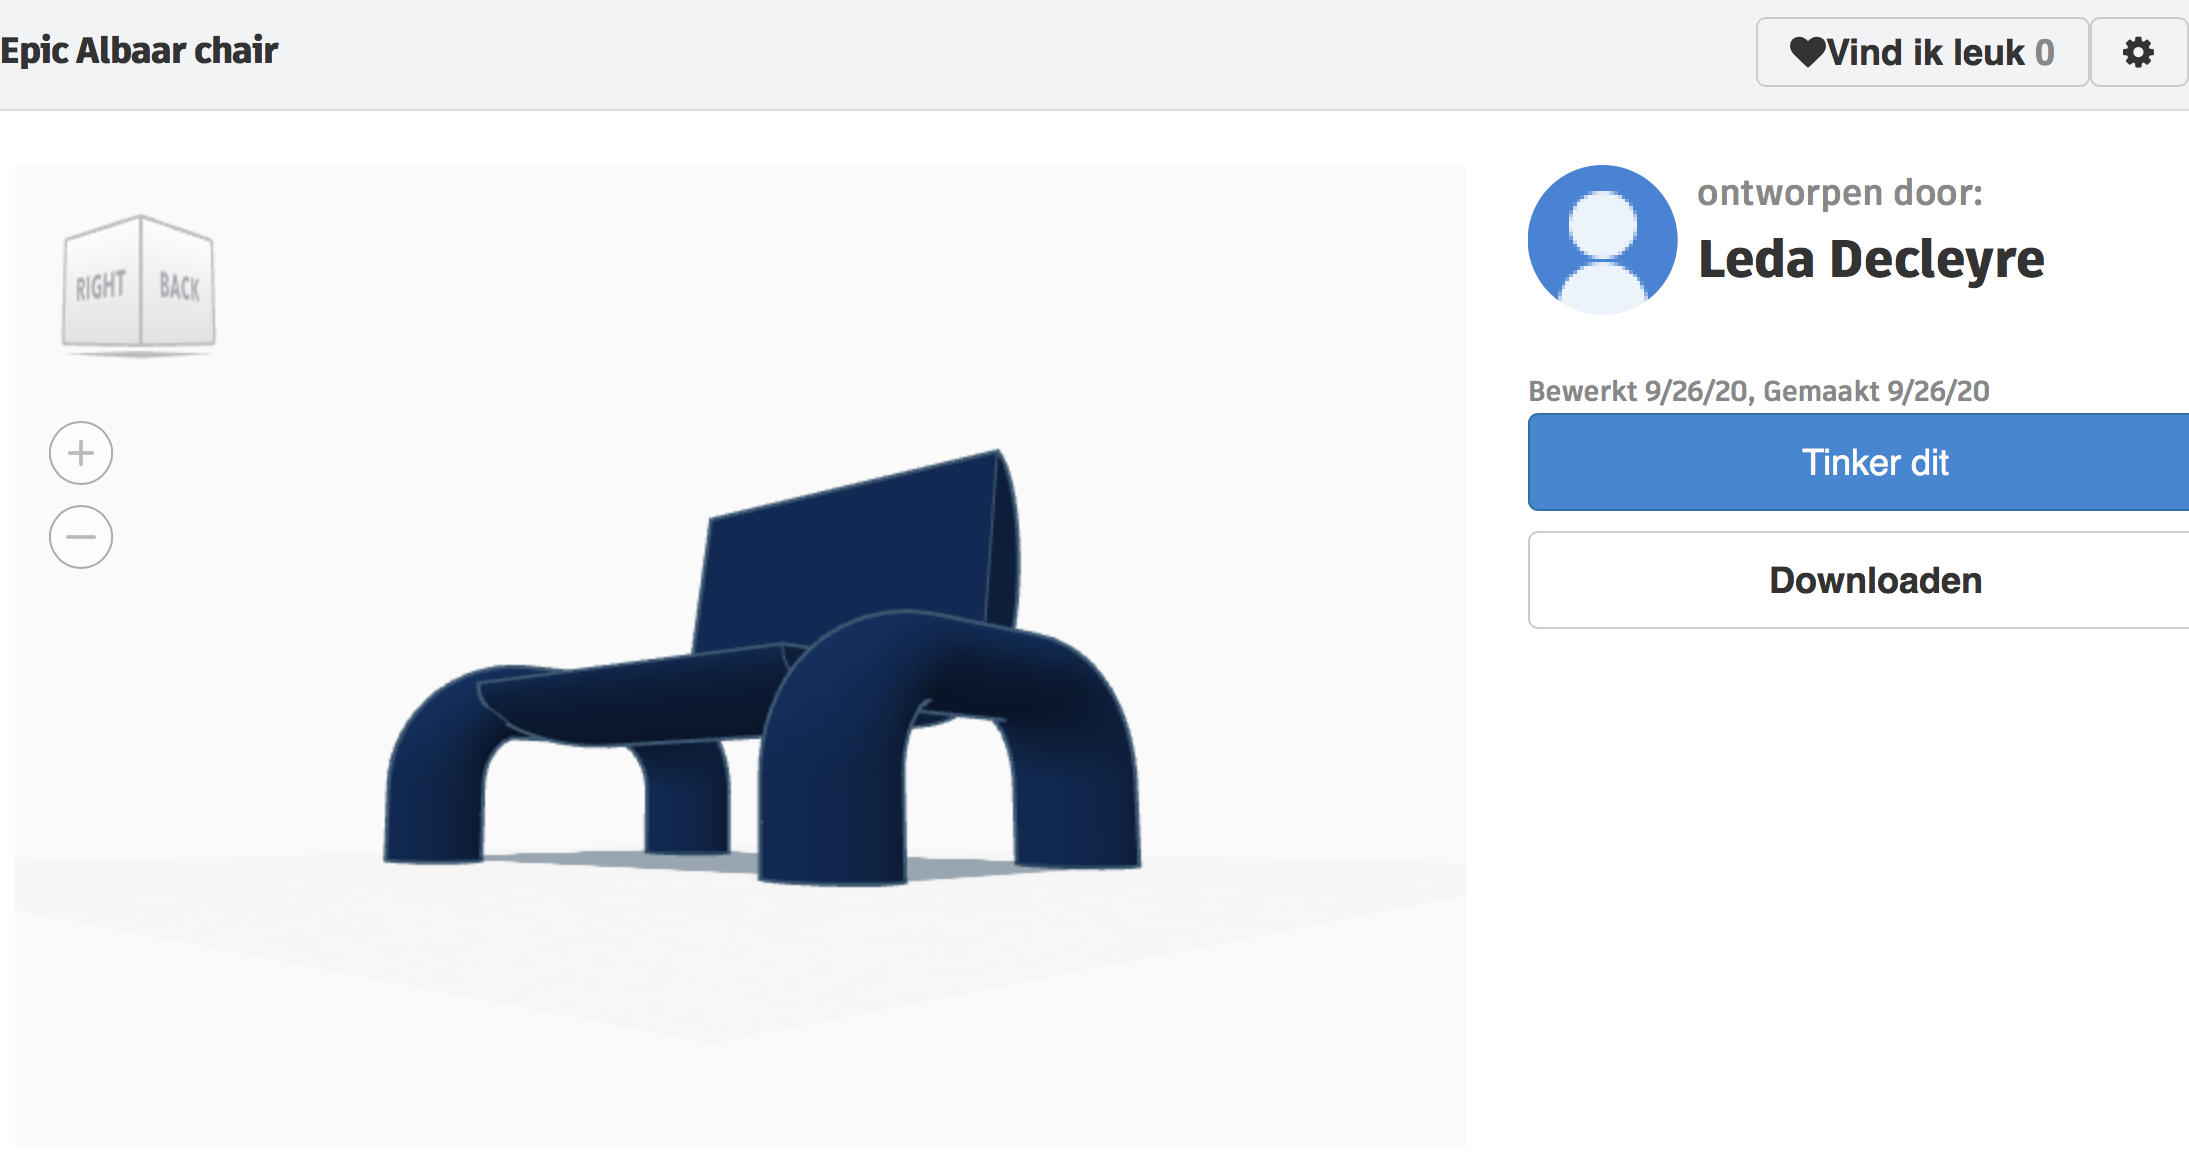 Epic Albaar chair
Vind ik leuk 0
RIGHT BACK
ontworpen door:
Leda Decleyre
Bewerkt 9/26/20, Gemaakt 9/26/20
Tinker dit
Downloaden